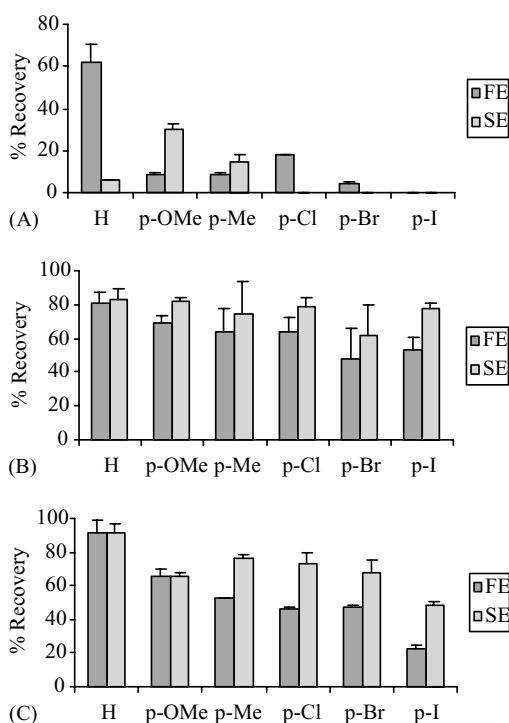 80
60
% Recovery
40
20
0
FE
SE
(A)
H p-OMe p-Me p-Cl p-Br p-I
100
80
60
% Recovery
40
20
0
FE
SE
(B)
H p-OMe p-Me p-Cl p-Br p-I
100
80
60
% Recovery
40
20
0
FE
SE
(C)
H p-OMe p-Me p-Cl p-Br p-I